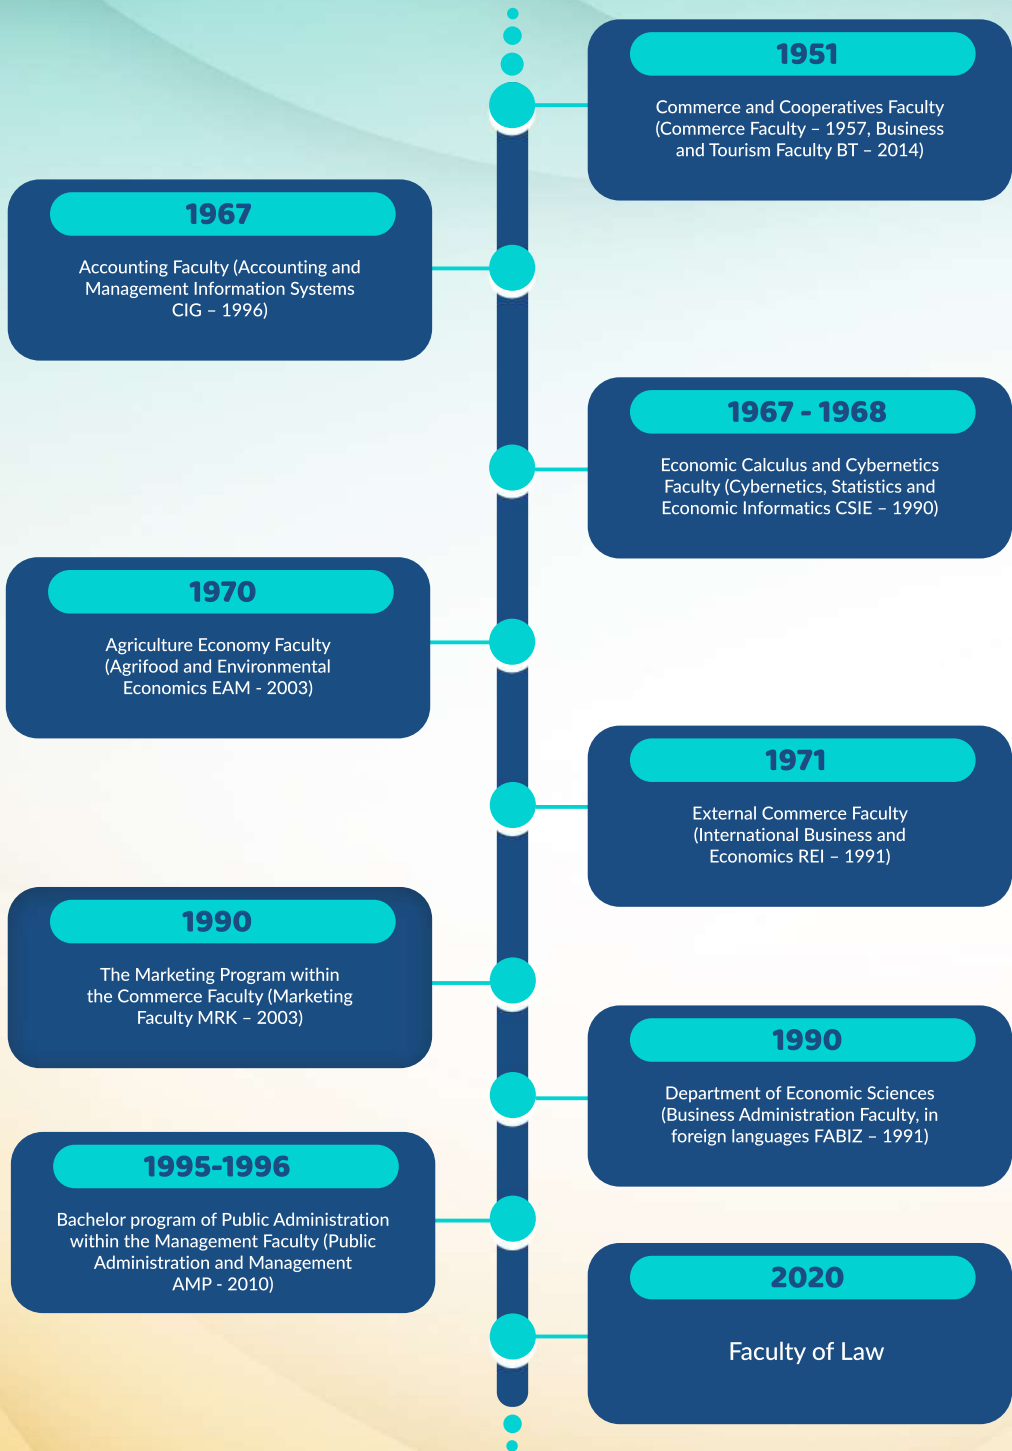 1951
Commerce and Cooperatives Faculty
(Commerce Faculty – 1957, Business
and Tourism Faculty BT – 2014)
1967
Accounting Faculty (Accounting and
Management Information Systems
CIG – 1996)
1967 - 1968
Economic Calculus and Cybernetics
Faculty (Cybernetics, Statistics and
Economic Informatics CSIE – 1990)
1970
Agriculture Economy Faculty
(Agrifood and Environmental
Economics EAM - 2003)
1971
External Commerce Faculty
(International Business and
Economics REI – 1991)
1990
The Marketing Program within
the Commerce Faculty (Marketing
Faculty MRK – 2003)
1990
Department of Economic Sciences
(Business Administration Faculty, in
foreign languages FABIZ – 1991)
1995-1996
Bachelor program of Public Administration
within the Management Faculty (Public
Administration and Management
AMP - 2010)
2020
Faculty of Law